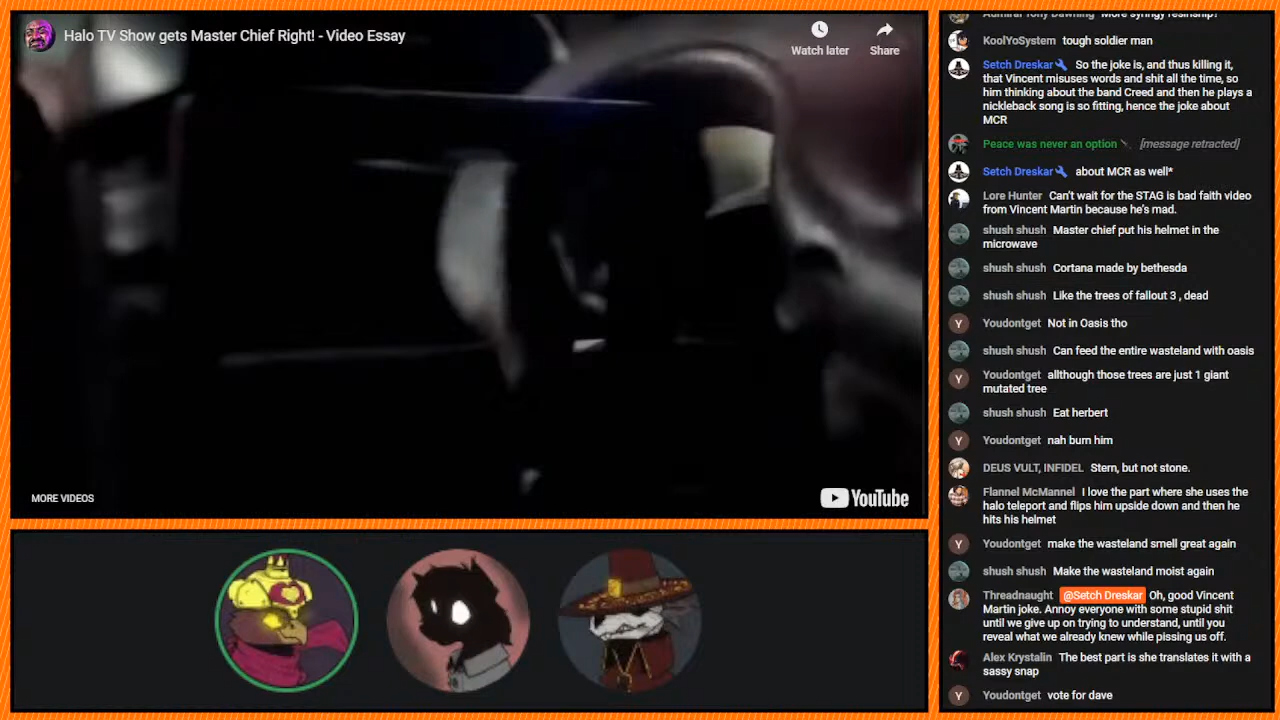 Halo TV Show gets Master Chief Right! - Video Essay
Watch later
Share
MORE VIDEOS
YouTube
Admiral Tony Dawning More syringy resinship?
KoolYoSystem tough soldier man
Setch Dreskar So the joke is, and thus killing it,
that Vincent misuses words and shit all the time, so
him thinking about the band Creed and then he plays a
nickleback song is so fitting, hence the joke about
MCR
Peace was never an option [message retracted]
Setch Dreskar about MCR as well*
Lore Hunter Can't wait for the STAG is bad faith video
from Vincent Martin because he's mad.
shush shush Master chief put his helmet in the
microwave
shush shush Cortana made by bethesda
shush shush Like the trees of fallout 3 , dead
Y
Youdontget Not in Oasis tho
shush shush Can feed the entire wasteland with oasis
Y
Youdontget allthough those trees are just 1 giant
mutated tree
shush shush Eat herbert
Y
Youdontget nah burn him
DEUS VULT, INFIDEL Stern, but not stone.
Flannel McMannel I love the part where she uses the
halo teleport and flips him upside down and then he
hits his helmet
Y
Youdontget make the wasteland smell great again
shush shush Make the wasteland moist again
Threadnaught @Setch Dreskar Oh, good Vincent
Martin joke. Annoy everyone with some stupid shit
until we give up on trying to understand, until you
reveal what we already knew while pissing us off.
Alex Krystalin The best part is she translates it with a
sassy snap
Y
Youdontget vote for dave